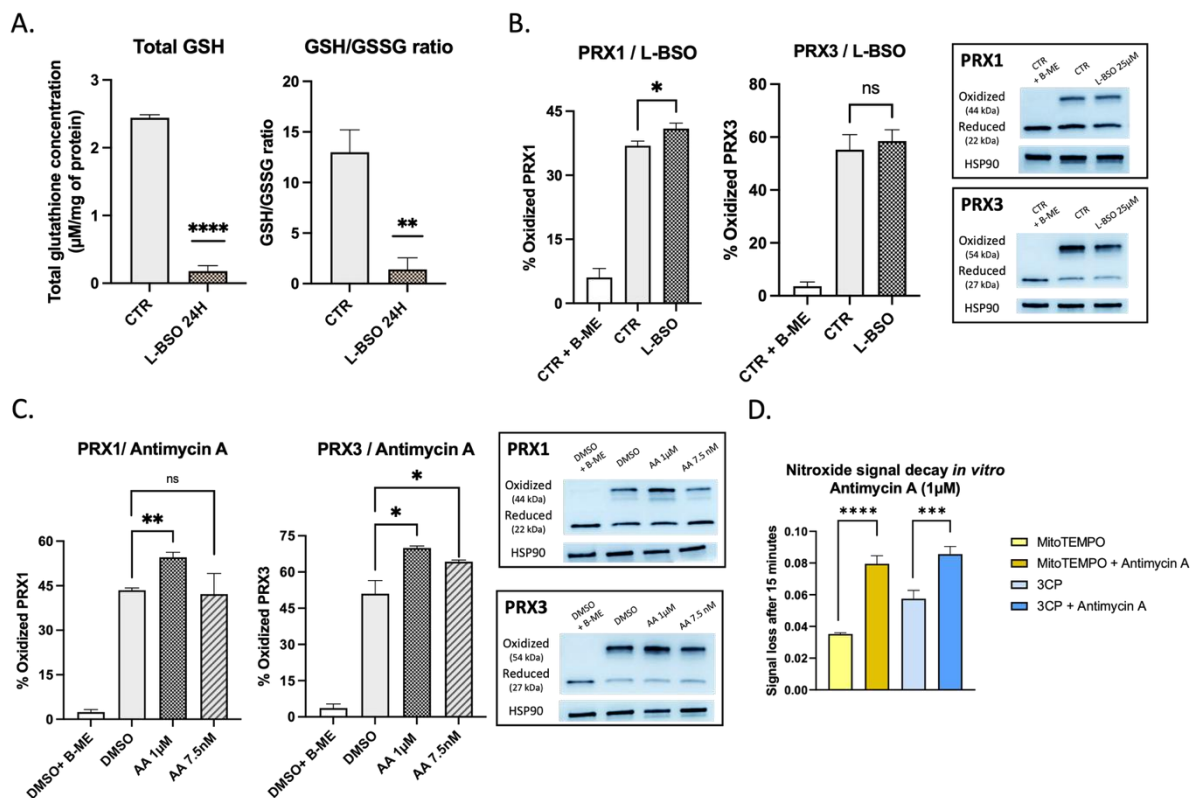 A.
Total GSH
Total glutathione concentration
(µM/mg of protein)
3
2
1
0
****
CTR
L-BSO 24H
GSH/GSSG ratio
GSH/GSSG ratio
20
15
10
5
0
**
CTR
L-BSO 24H
B.
PRX1 / L-BSO
% Oxidized PRX1
45
30
15
0
*
CTR + B-ME
CTR
L-BSO
PRX3 / L-BSO
% Oxidized PRX3
80
60
40
20
0
ns
CTR + B-ME
CTR
L-BSO
PRX1
CTR
+ B-ME
CTR
L-BSO 25µM
Oxidized
(44 kDa)
Reduced
(22 kDa)
HSP90
PRX3
CTR
+ B-ME
CTR
L-BSO 25µM
Oxidized
(54 kDa)
Reduced
(27 kDa)
HSP90
C.
PRX1/ Antimycin A
% Oxidized PRX1
60
45
30
15
0
ns
**
DMSO+ B-ME
DMSO
AA 1µM
AA 7.5nM
PRX3 / Antimycin A
% Oxidized PRX3
75
60
45
30
15
0
*
*
DMSO+ B-ME
DMSO
AA 1µM
AA 7.5nM
PRX1
DMSO
+ B-ME
DMSO
AA 1µM
AA 7.5 nM
Oxidized
(44 kDa)
Reduced
(22 kDa)
HSP90
PRX3
DMSO
+ B-ME
DMSO
AA 1µM
AA 7.5 nM
Oxidized
(54 kDa)
Reduced
(27 kDa)
HSP90
D.
Nitroxide signal decay in vitro
Antimycin A (1µM)
Signal loss after 15 minutes
0.10
0.08
0.06
0.04
0.02
0.00
****
***
MitoTEMPO
MitoTEMPO + Antimycin A
3CP
3CP + Antimycin A